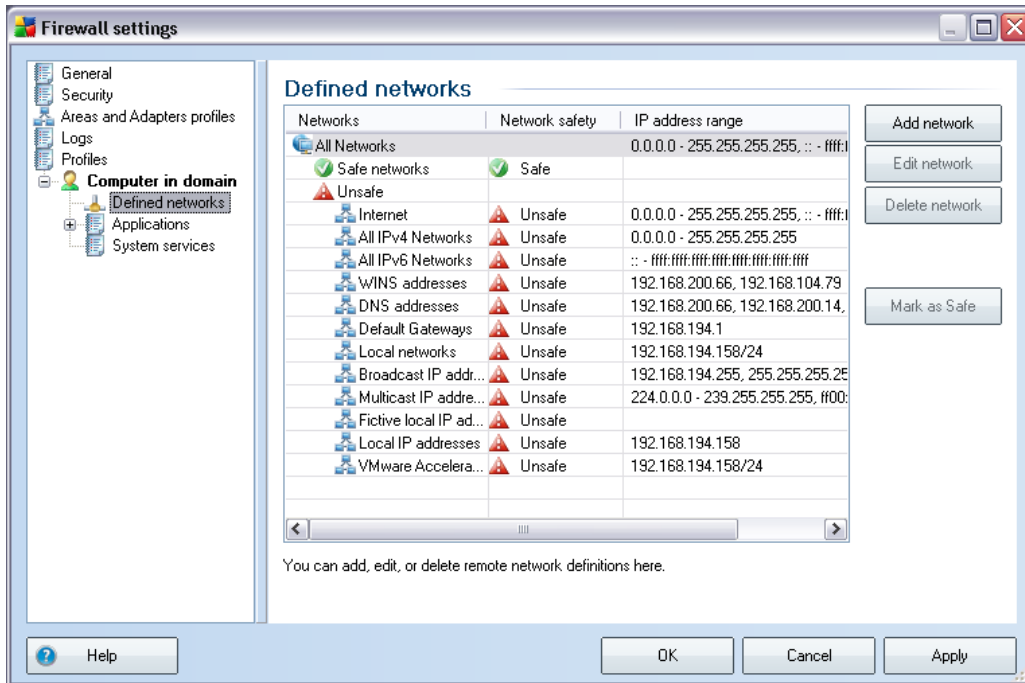 Firewall settings
General
Security
Areas and Adapters profiles
Logs
Profiles
Computer in domain
Defined networks
Applications
System services
Defined networks
Networks Network safety IP address range
All Networks 0.0.0.0 - 255.255.255.255, :: - ffff:
Safe networks Safe
Unsafe
Internet Unsafe 0.0.0.0 - 255.255.255.255, :: - ffff:
All IPv4 Networks Unsafe 0.0.0.0 - 255.255.255.255
All IPv6 Networks Unsafe :: - ffff:ffff:ffff:ffff:ffff:ffff:ffff:ffff
WINS addresses Unsafe 192.168.200.66, 192.168.104.79
DNS addresses Unsafe 192.168.200.66, 192.168.200.14,
Default Gateways Unsafe 192.168.194.1
Local networks Unsafe 192.168.194.158/24
Broadcast IP addr... Unsafe 192.168.194.255, 255.255.255.25
Multicast IP addre... Unsafe 224.0.0.0 - 239.255.255.255, ff00:
Fictive local IP ad... Unsafe
Local IP addresses Unsafe 192.168.194.158
VMware Accelera... Unsafe 192.168.194.158/24
Add network
Edit network
Delete network
Mark as Safe
You can add, edit, or delete remote network definitions here.
Help OK Cancel Apply